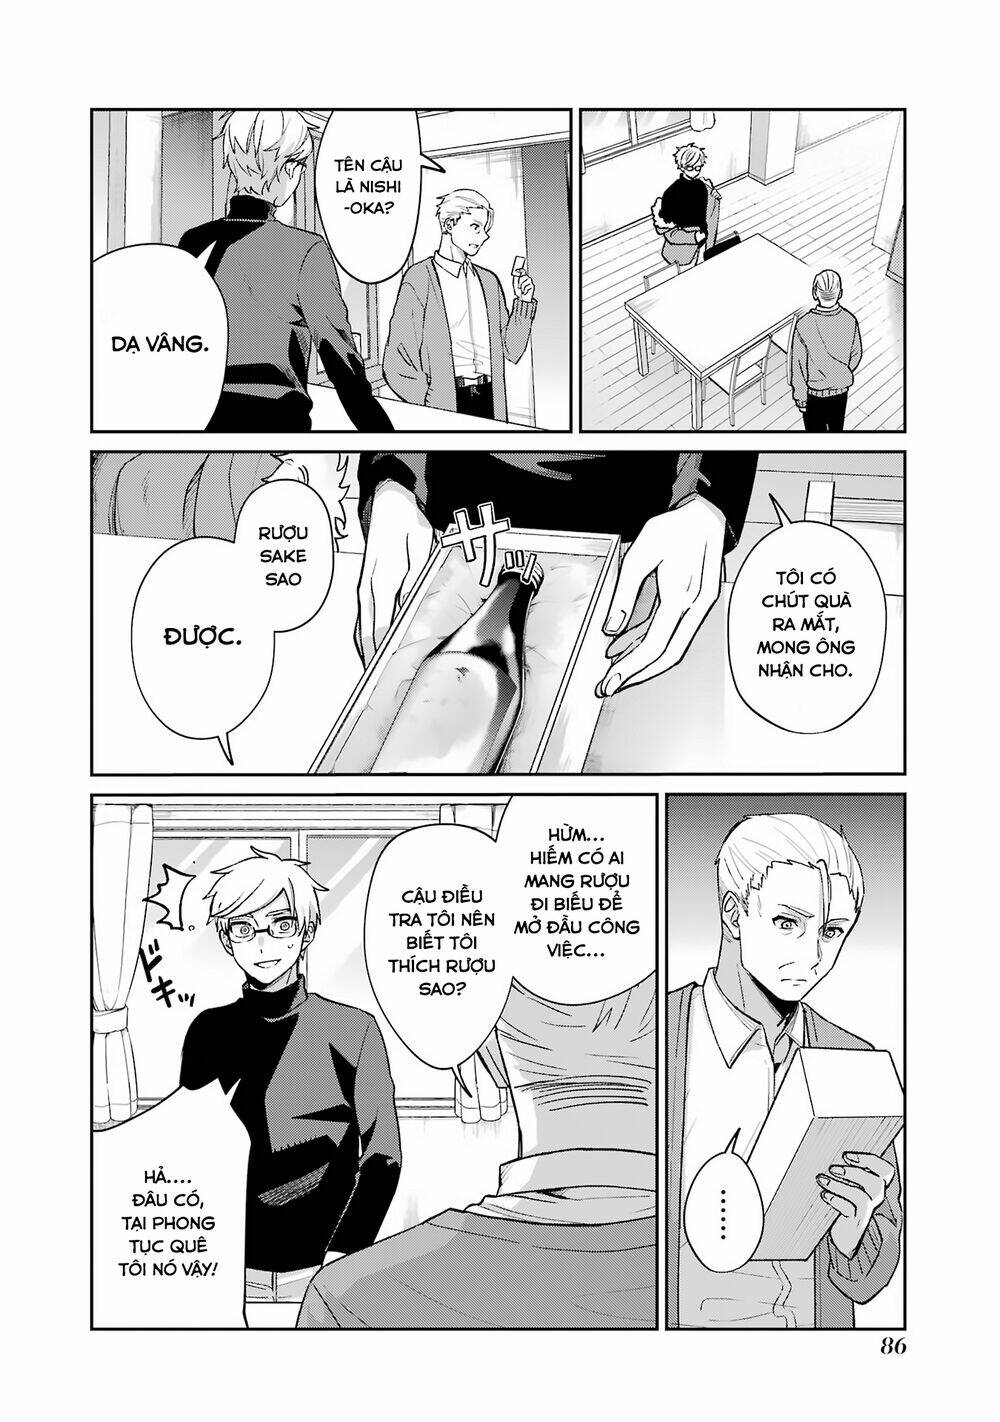 TÊN CẬU
LÀ NISHI
-OKA?
DẠ VÂNG.
TÔI CÓ
CHÚT QUÀ
RA MẮT,
MONG ÔNG
NHẬN CHO.
ザザッ
RƯỢU
SAKE
SAO
ĐƯỢC.
......
HỪM...
HIẾM CÓ AI
MANG RƯỢU
ĐI BIẾU ĐỂ
MỞ ĐẦU CÔNG
VIỆC...
CẬU ĐIỀU
TRA TÔI NÊN
BIẾT TÔI
THÍCH RƯỢU
SAO?
ドキッ
HẢ....
ĐÂU CÓ,
TẠI PHONG
TỤC QUÊ
TÔI NÓ VẬY!
86